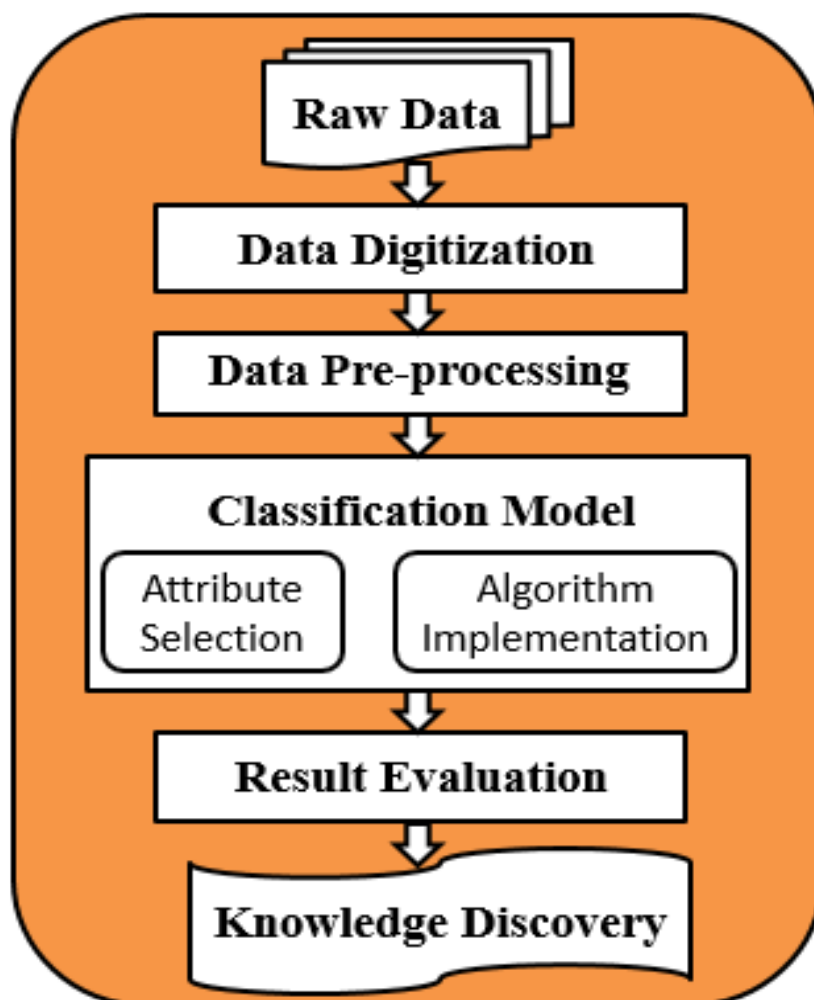 Raw Data
Data Digitization
Data Pre-processing
Classification Model
Attribute
Selection
Algorithm
Implementation
Result Evaluation
Knowledge Discovery